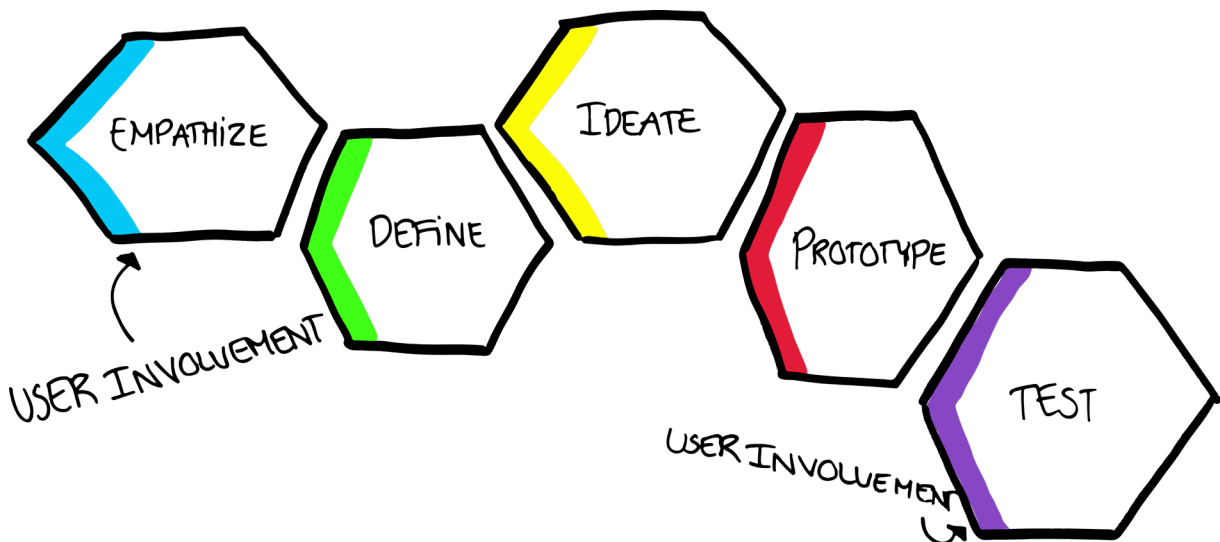 EMPATHIZE
DEFINE
IDEATE
PROTOTYPE
TEST
USER INVOLVEMENT
USER INVOLVEMENT